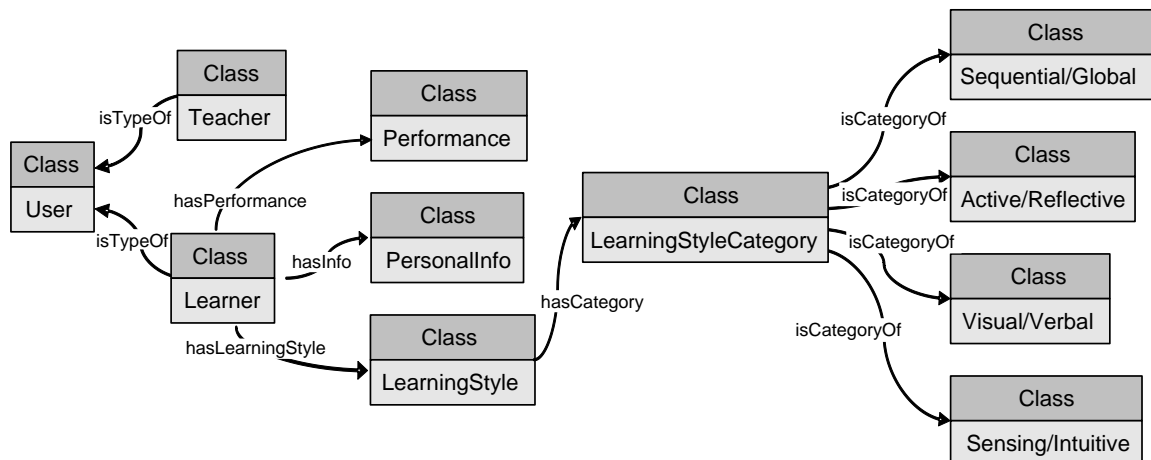 Class
Teacher
isTypeOf
Class
User
isTypeOf
Class
Learner
hasPerformance
Class
Performance
hasInfo
Class
PersonalInfo
hasLearningStyle
Class
LearningStyle
hasCategory
Class
LearningStyleCategory
isCategoryOf
Class
Sequential/Global
isCategoryOf
Class
Active/Reflective
isCategoryOf
Class
Visual/Verbal
isCategoryOf
Class
Sensing/Intuitive